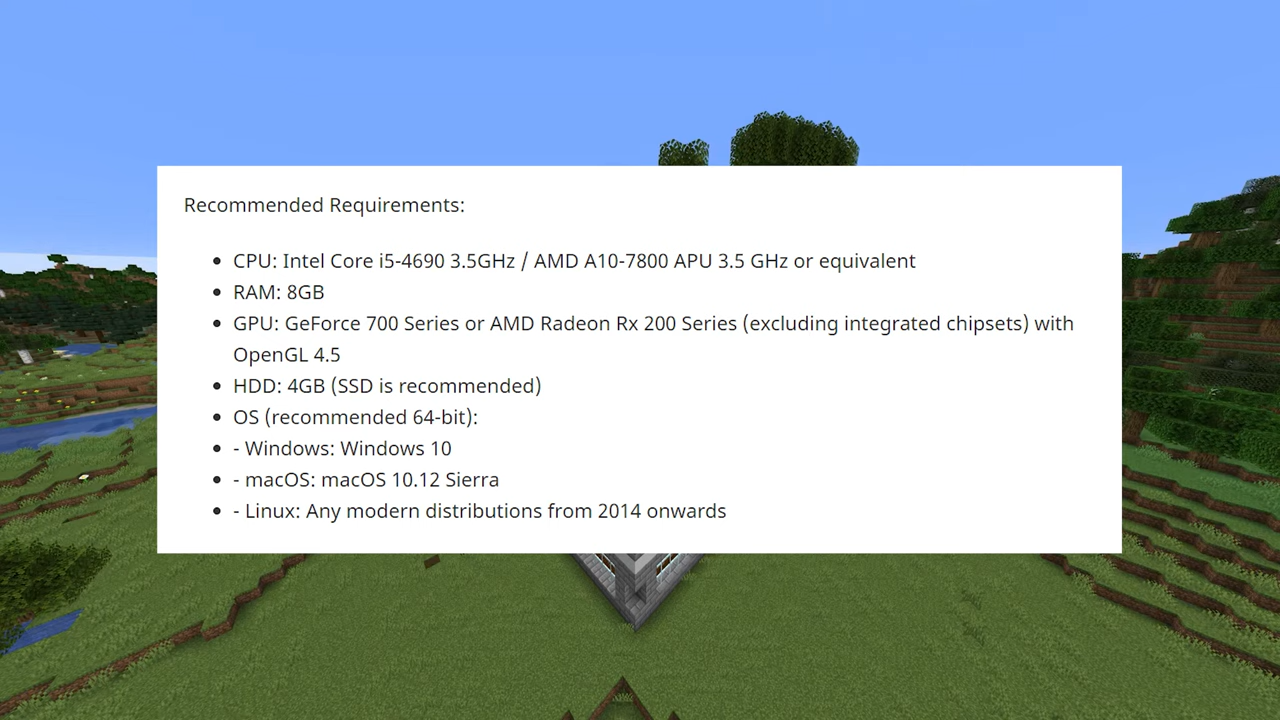 Recommended Requirements:
• CPU: Intel Core i5-4690 3.5GHz / AMD A10-7800 APU 3.5 GHz or equivalent
• RAM: 8GB
• GPU: GeForce 700 Series or AMD Radeon Rx 200 Series (excluding integrated chipsets) with
OpenGL 4.5
• HDD: 4GB (SSD is recommended)
• OS (recommended 64-bit):
• - Windows: Windows 10
• - macOS: macOS 10.12 Sierra
• - Linux: Any modern distributions from 2014 onwards